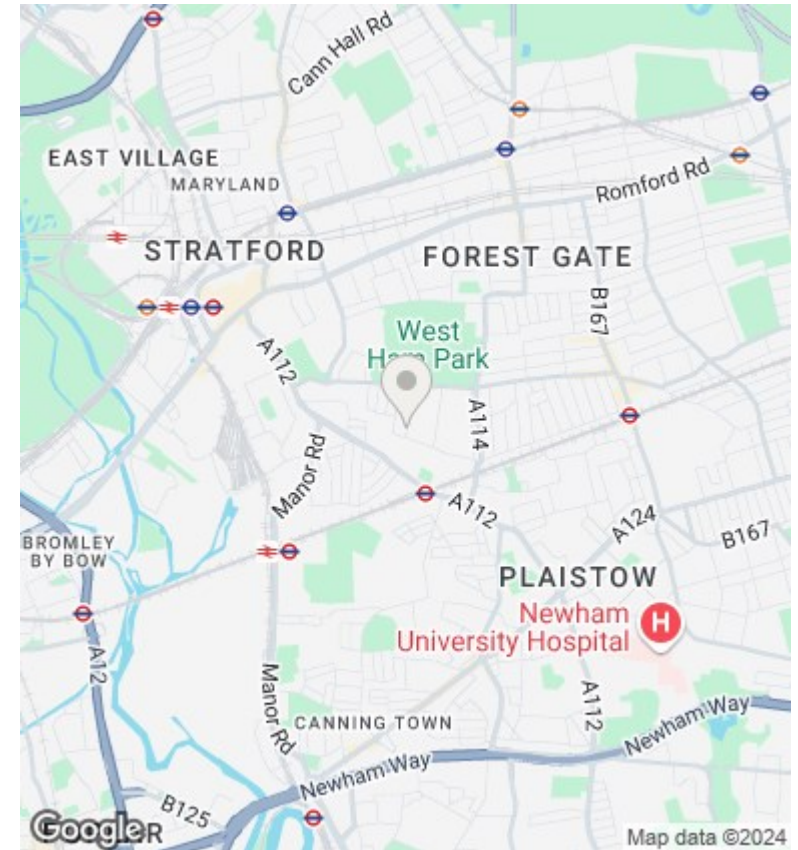 Cann Hall Rd
EAST VILLAGE
MARYLAND
Romford Rd
STRATFORD
FOREST GATE
B167
West
Ham Park
A112
A114
Manor Rd
A112
A124
B167
BROMLEY
BY BOW
PLAISTOW
Newham
University Hospital
H
A12
Manor Rd
A112
Newham Way
CANNING TOWN
Newham Way
B125
Google
Map data ©2024